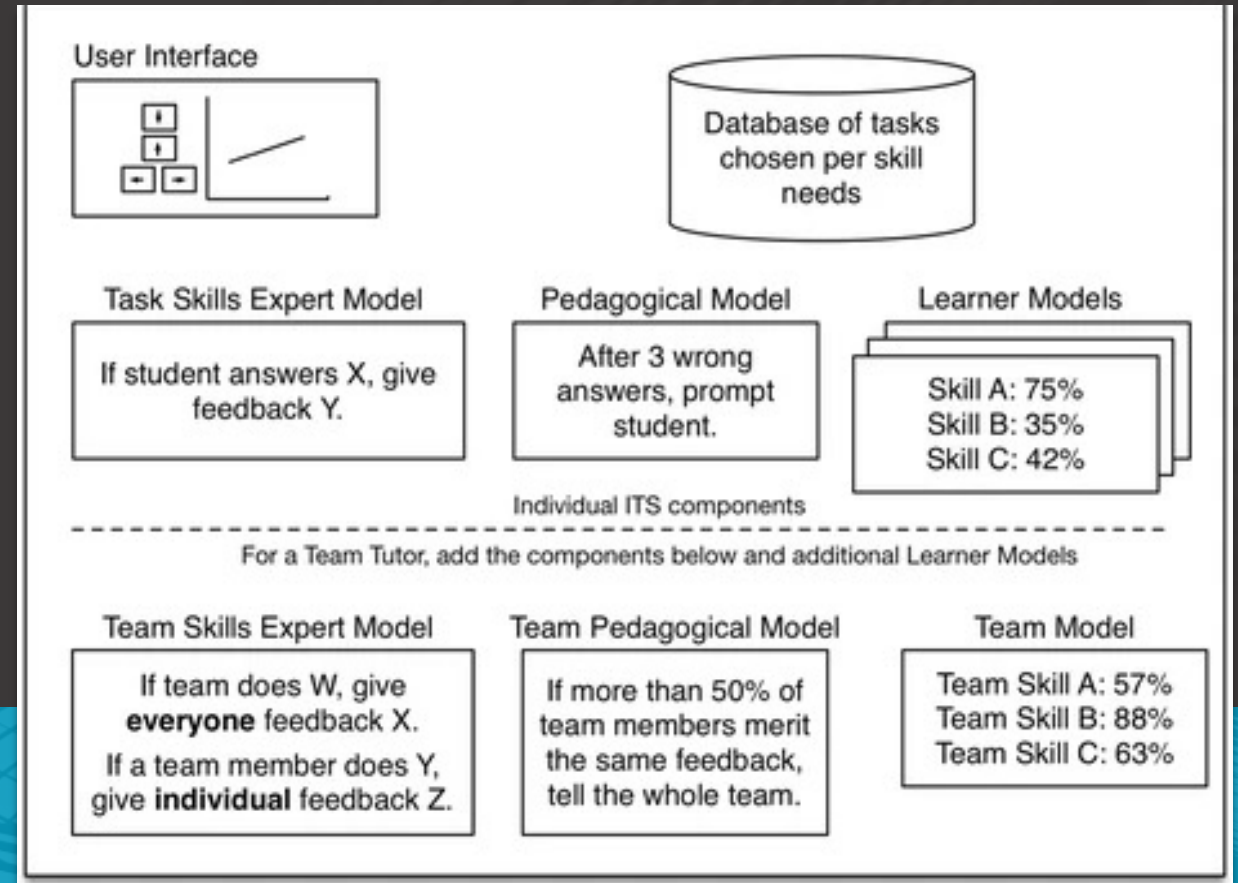 User Interface
Database of tasks
chosen per skill
needs
Task Skills Expert Model
If student answers X, give
feedback Y.
Pedagogical Model
After 3 wrong
answers, prompt
student.
Learner Models
Skill A: 75%
Skill B: 35%
Skill C: 42%
Individual ITS components
For a Team Tutor, add the components below and additional Learner Models
Team Skills Expert Model
If team does W, give
everyone feedback X.
If a team member does Y,
give individual feedback Z.
Team Pedagogical Model
If more than 50% of
team members merit
the same feedback,
tell the whole team.
Team Model
Team Skill A: 57%
Team Skill B: 88%
Team Skill C: 63%